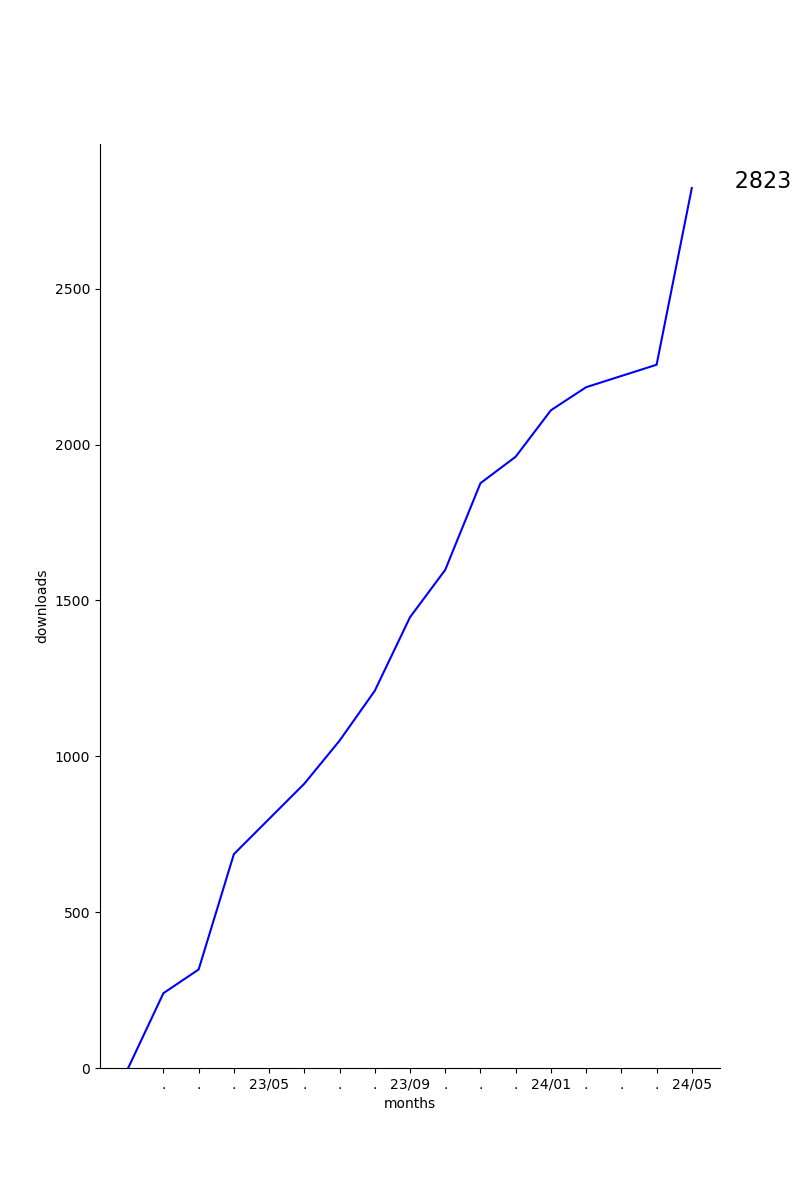 2823
2500
2000
1500
1000
500
0
downloads
. . . 23/05 . . . 23/09 . . . 24/01 . . . 24/05
months